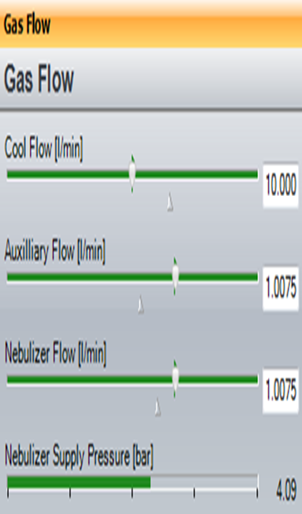 Gas Flow
Gas Flow
Cool Flow [l/min]
10.000
Auxilliary Flow [l/min]
1.0075
Nebulizer Flow [l/min]
1.0075
Nebulizer Supply Pressure [bar]
4.09